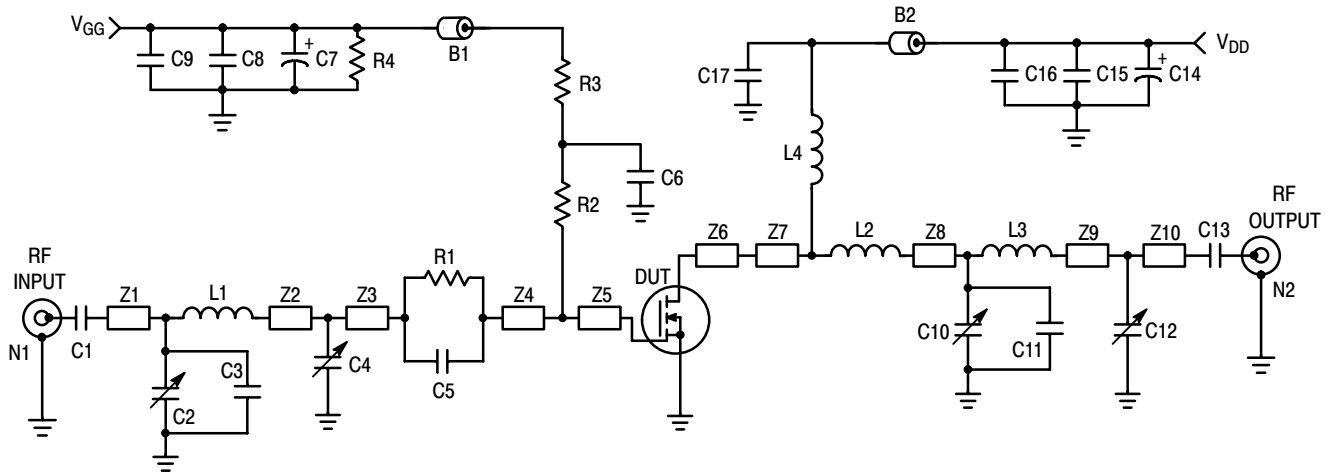 VGG
C9
C8
+
C7
R4
B1
R3
C6
R2
B2
VDD
C17
C16
C15
+
C14
L4
RF
INPUT
N1
C1
Z1
L1
Z2
Z3
R1
C5
Z4
Z5
C2
C3
C4
DUT
Z6
Z7
L2
Z8
L3
Z9
Z10
C13
RF
OUTPUT
N2
C10
C11
C12